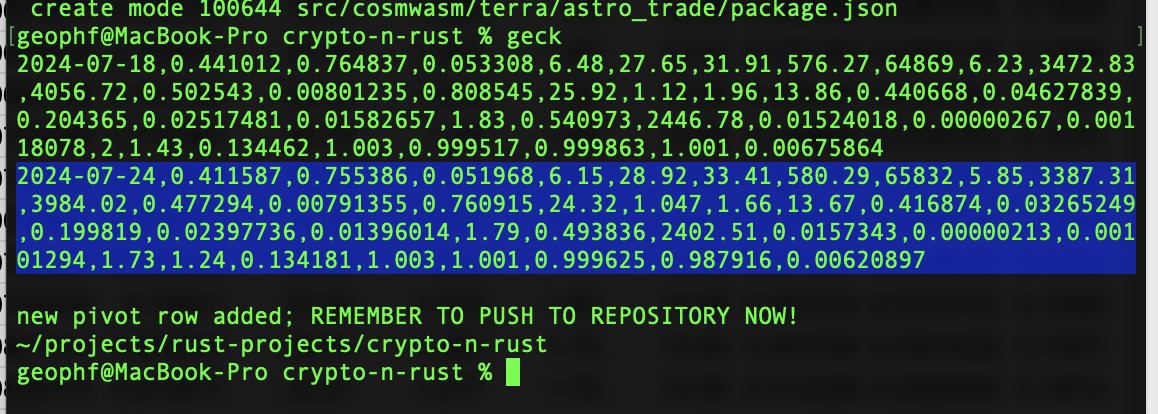 create mode 100644 src/cosmwasm/terra/astro_trade/package.json
[geophf@MacBook-Pro crypto-n-rust % geck ]
2024-07-18,0.441012,0.764837,0.053308,6.48,27.65,31.91,576.27,64869,6.23,3472.83
,4056.72,0.502543,0.00801235,0.808545,25.92,1.12,1.96,13.86,0.440668,0.04627839,
0.204365,0.02517481,0.01582657,1.83,0.540973,2446.78,0.01524018,0.00000267,0.001
18078,2,1.43,0.134462,1.003,0.999517,0.999863,1.001,0.00675864
2024-07-24,0.411587,0.755386,0.051968,6.15,28.92,33.41,580.29,65832,5.85,3387.31
,3984.02,0.477294,0.00791355,0.760915,24.32,1.047,1.66,13.67,0.416874,0.03265249
,0.199819,0.02397736,0.01396014,1.79,0.493836,2402.51,0.0157343,0.00000213,0.001
01294,1.73,1.24,0.134181,1.003,1.001,0.999625,0.987916,0.00620897
new pivot row added; REMEMBER TO PUSH TO REPOSITORY NOW!
~/projects/rust-projects/crypto-n-rust
geophf@MacBook-Pro crypto-n-rust %